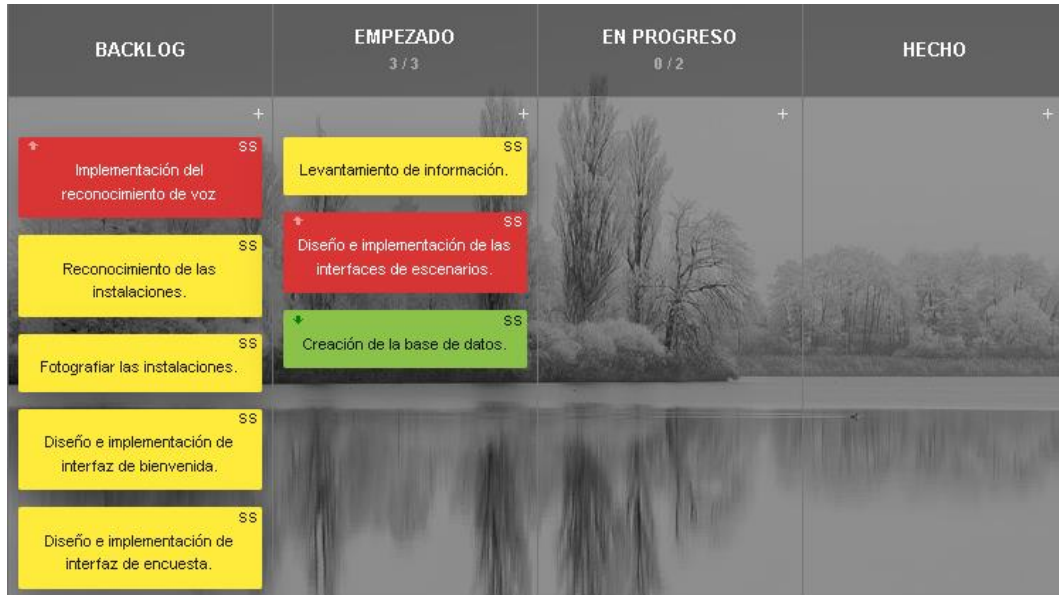 BACKLOG
EMPEZADO
3 / 3
EN PROGRESO
0 / 2
HECHO
+
+
+
+
SS
Implementación del
reconocimiento de voz
SS
Reconocimiento de las
instalaciones.
SS
Fotografiar las instalaciones.
SS
Diseño e implementación de
interfaz de bienvenida.
SS
Diseño e implementación de
interfaz de encuesta.
SS
Levantamiento de información.
SS
Diseño e implementación de las
interfaces de escenarios.
SS
Creación de la base de datos.